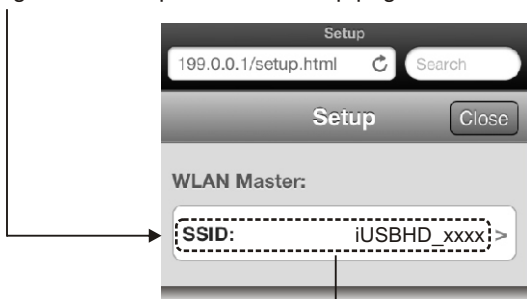 Setup
199.0.0.1/setup.html Search
Setup Close
WLAN Master:
SSID: iUSBHD_xxxx >